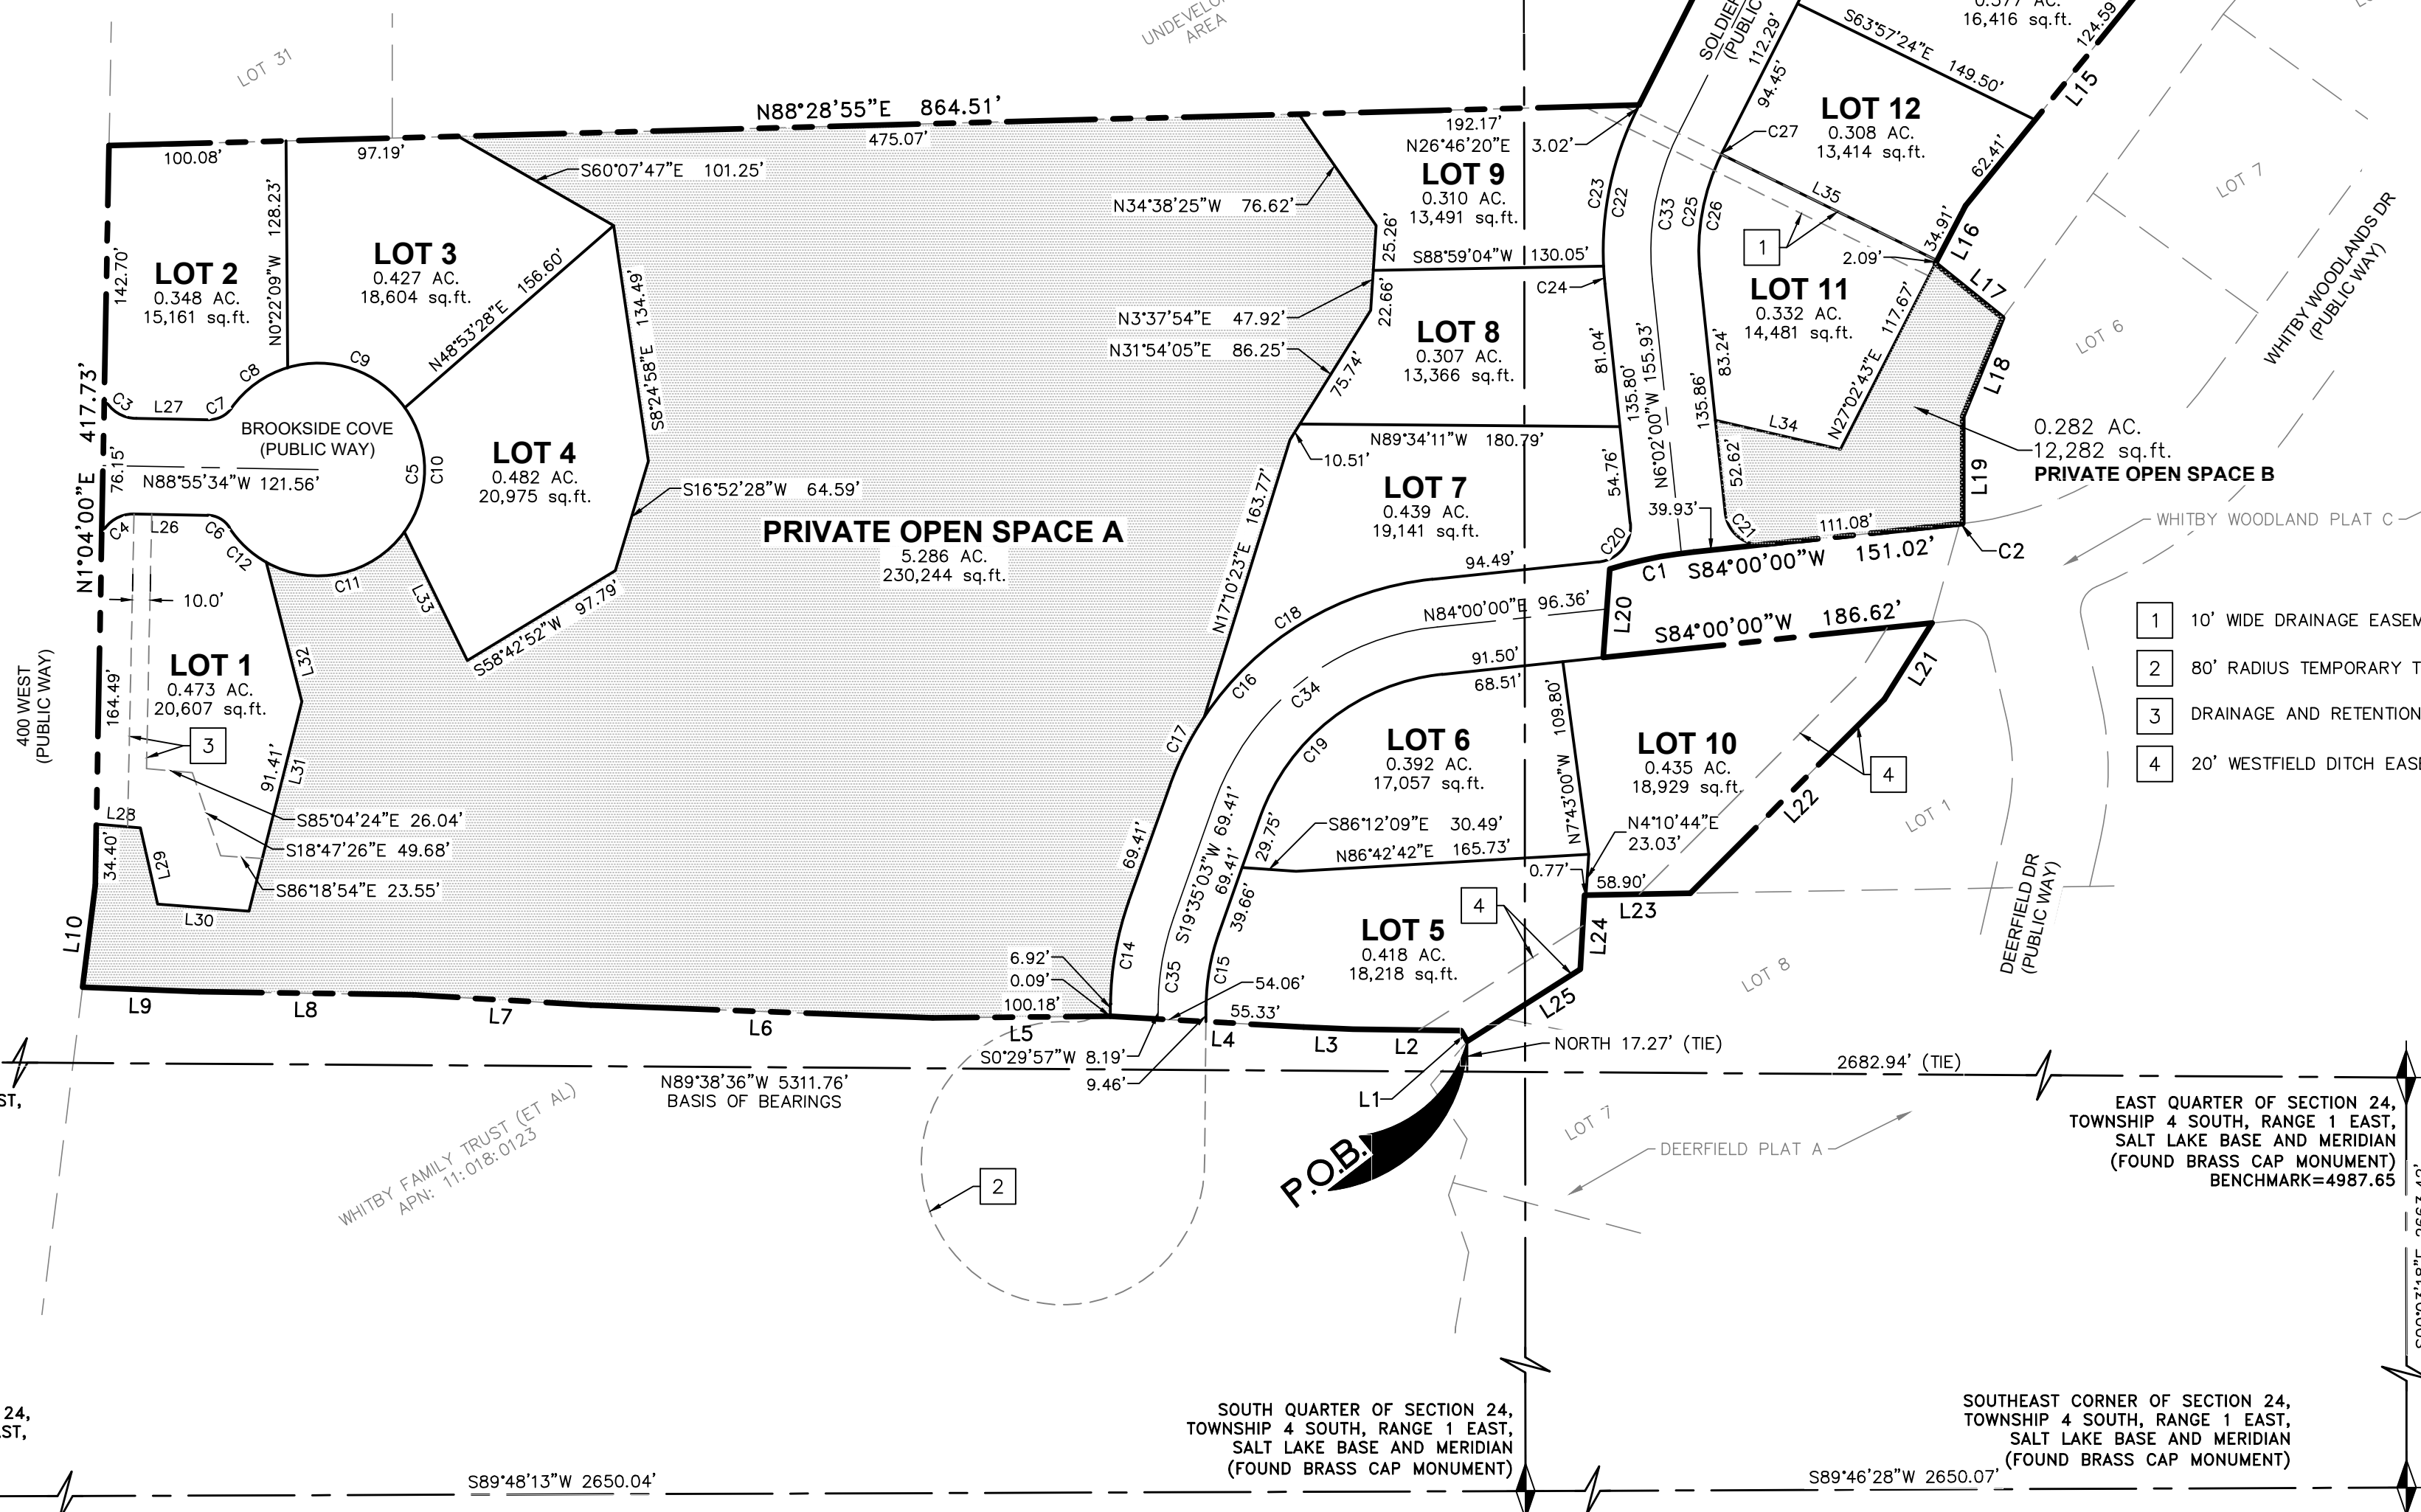 LOT 31
UNDEVELO
AREA
SOLDIER
(PUBLIC
0.377 AC.
16,416 sq.ft.
124.59
S63°57'24"E 149.50'
112.29'
94.45'
N88°28'55"E 864.51'
100.08'
97.19'
475.07'
192.17'
N26°46'20"E 3.02'
C27
LOT 12
0.308 AC.
13,414 sq.ft.
L15
62.41'
LOT 7
S60°07'47"E 101.25'
N34°38'25"W 76.62'
25.26'
LOT 9
0.310 AC.
13,491 sq.ft.
C23
C22
C33
C25
C26
L35
1
34.91'
L16
2.09'
L17
WHITBY WOODLANDS DR
(PUBLIC WAY)
LOT 6
142.70'
LOT 2
0.348 AC.
15,161 sq.ft.
N0°22'09"W 128.23'
LOT 3
0.427 AC.
18,604 sq.ft.
N48°53'28"E 156.60'
S8°24'58"E 134.49'
S88°59'04"W 130.05'
C24
N3°37'54"E 47.92'
22.66'
N31°54'05"E 86.25'
75.74'
LOT 8
0.307 AC.
13,366 sq.ft.
81.04'
135.80'
N6°02'00"W 155.93'
135.86'
83.24'
LOT 11
0.332 AC.
14,481 sq.ft.
117.67'
N27°02'43"E
L34
L18
L19
0.282 AC.
12,282 sq.ft.
PRIVATE OPEN SPACE B
C3
L27
C7
C8
C9
BROOKSIDE COVE
(PUBLIC WAY)
C5
C10
N88°55'34"W 121.56'
76.15'
N1°04'00"E 417.73'
C4
L26
C6
C12
C11
10.0'
L33
LOT 4
0.482 AC.
20,975 sq.ft.
S16°52'28"W 64.59'
S58°42'52"W 97.79'
PRIVATE OPEN SPACE A
5.286 AC.
230,244 sq.ft.
N89°34'11"W 180.79'
10.51'
N17°10'23"E 163.77'
LOT 7
0.439 AC.
19,141 sq.ft.
54.76'
52.62'
39.93'
C20
C21
111.08'
94.49'
C1
S84°00'00"W 151.02'
C2
WHITBY WOODLAND PLAT C
N84°00'00"E 96.36'
L20
S84°00'00"W 186.62'
91.50'
68.51'
C18
C16
C34
C17
C19
L21
1 10' WIDE DRAINAGE EASEM
2 80' RADIUS TEMPORARY T
3 DRAINAGE AND RETENTION
4 20' WESTFIELD DITCH EASE
400 WEST
(PUBLIC WAY)
164.49'
LOT 1
0.473 AC.
20,607 sq.ft.
L32
3
91.41'
L31
S85°04'24"E 26.04'
S18°47'26"E 49.68'
S86°18'54"E 23.55'
L28
34.40'
L29
L30
L10
LOT 6
0.392 AC.
17,057 sq.ft.
N7°43'00"W 109.80'
LOT 10
0.435 AC.
18,929 sq.ft.
4
L22
LOT 1
S86°12'09"E 30.49'
N86°42'42"E 165.73'
N4°10'44"E
23.03'
0.77'
58.90'
L23
29.75'
69.41'
S19°35'03"W 69.41'
69.41'
39.66'
4
LOT 5
0.418 AC.
18,218 sq.ft.
L24
L25
DEERFIELD DR
(PUBLIC WAY)
LOT 8
C14
C35
C15
6.92'
0.09'
100.18'
54.06'
55.33'
L9
L8
L7
L6
L5
L4
L3
L2
S0°29'57"W 8.19'
9.46'
L1
NORTH 17.27' (TIE)
2682.94' (TIE)
N89°38'36"W 5311.76'
BASIS OF BEARINGS
ST,
WHITBY FAMILY TRUST (ET AL)
APN: 11:018:0123
2
P.O.B.
LOT 7
DEERFIELD PLAT A
EAST QUARTER OF SECTION 24,
TOWNSHIP 4 SOUTH, RANGE 1 EAST,
SALT LAKE BASE AND MERIDIAN
(FOUND BRASS CAP MONUMENT)
BENCHMARK=4987.65
24,
AST,
SOUTH QUARTER OF SECTION 24,
TOWNSHIP 4 SOUTH, RANGE 1 EAST,
SALT LAKE BASE AND MERIDIAN
(FOUND BRASS CAP MONUMENT)
SOUTHEAST CORNER OF SECTION 24,
TOWNSHIP 4 SOUTH, RANGE 1 EAST,
SALT LAKE BASE AND MERIDIAN
(FOUND BRASS CAP MONUMENT)
S89°48'13"W 2650.04'
S89°46'28"W 2650.07'